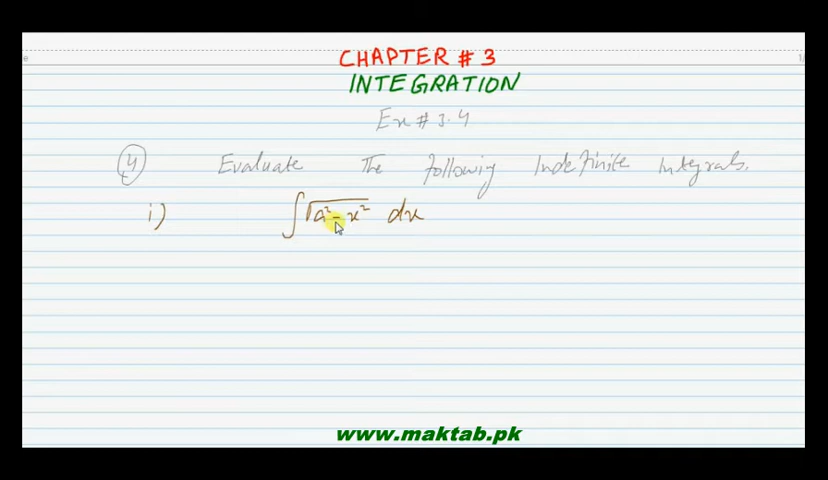 CHAPTER # 3
INTEGRATION
Ex # 3.4
(4) Evaluate The following Indefinite Integrals.
i) ∫√a²-x² dx
www.maktab.pk